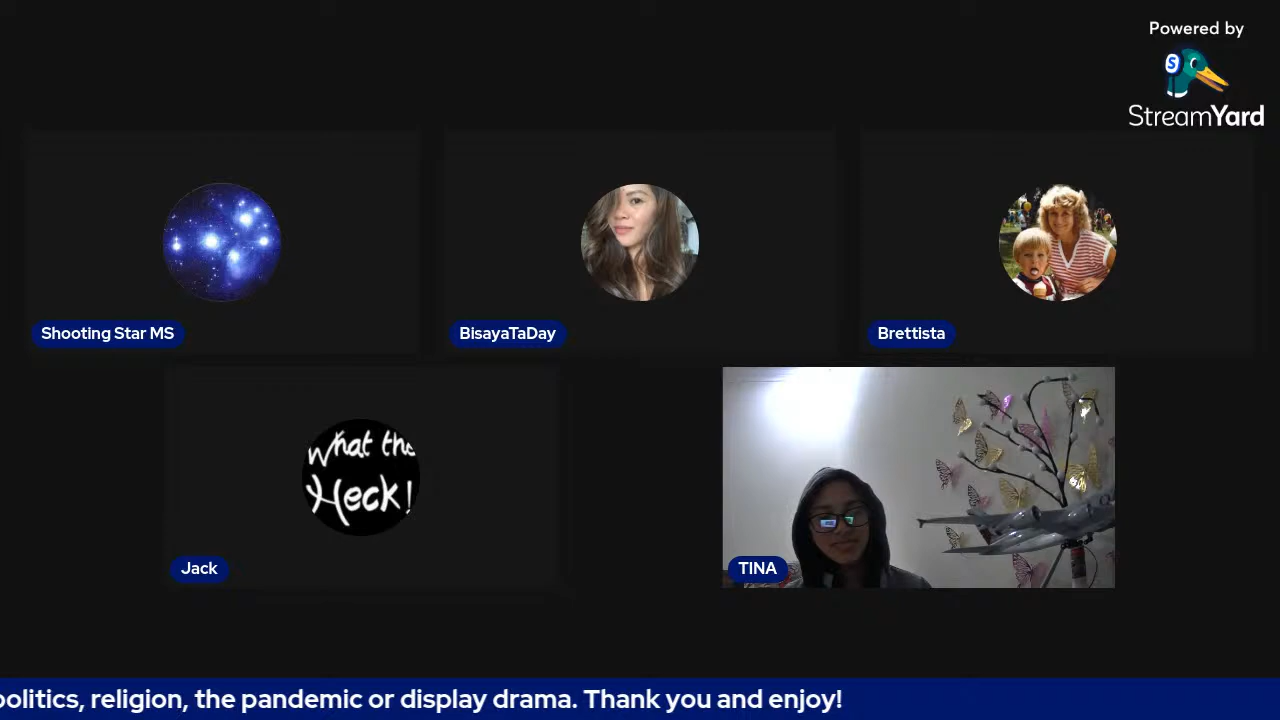 Powered by
StreamYard
Shooting Star MS
BisayaTaDay
Brettista
What the
Heck!
Jack
TINA
politics, religion, the pandemic or display drama. Thank you and enjoy!